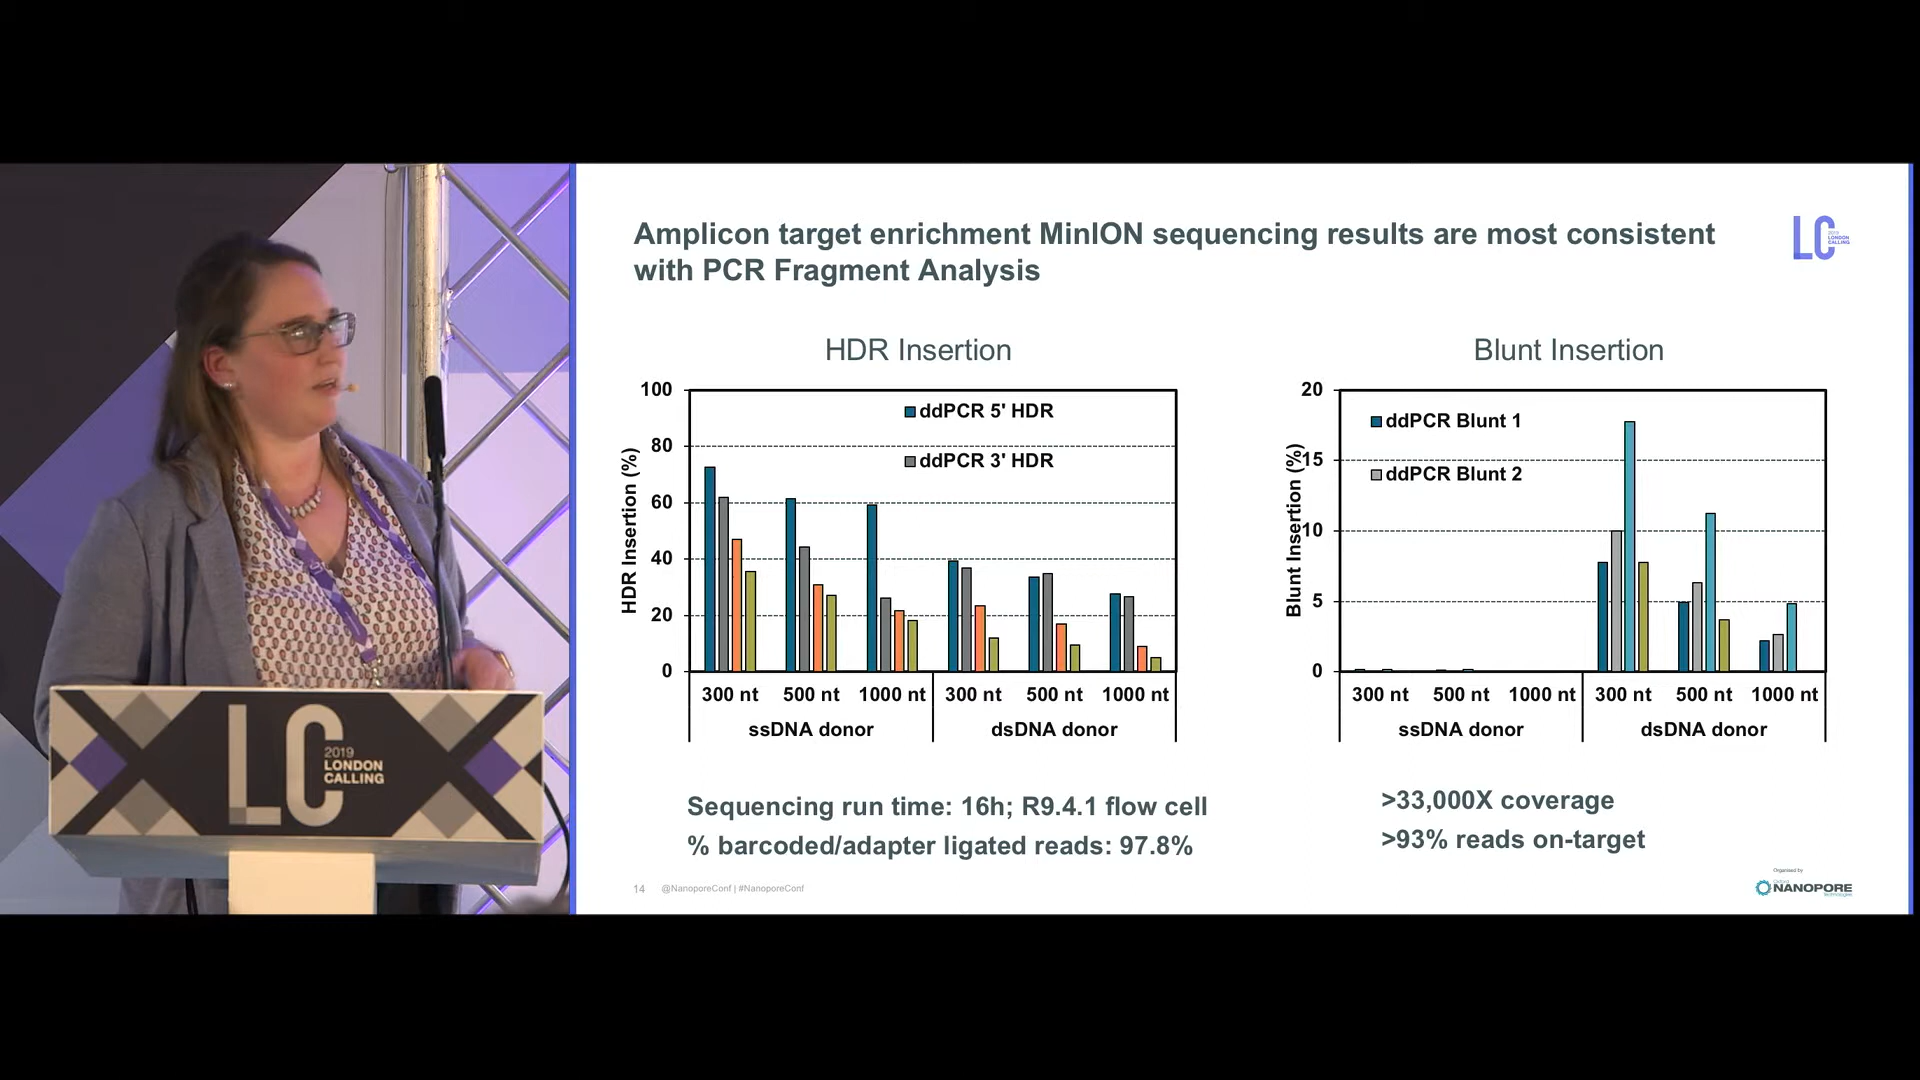 Amplicon target enrichment MinION sequencing results are most consistent
with PCR Fragment Analysis
LC
2019
LONDON
CALLING
HDR Insertion
HDR Insertion (%)
100
80
60
40
20
0
ddPCR 5' HDR
ddPCR 3' HDR
300 nt 500 nt 1000 nt 300 nt 500 nt 1000 nt
ssDNA donor dsDNA donor
Blunt Insertion
Blunt Insertion (%)
20
15
10
5
0
ddPCR Blunt 1
ddPCR Blunt 2
300 nt 500 nt 1000 nt 300 nt 500 nt 1000 nt
ssDNA donor dsDNA donor
Sequencing run time: 16h; R9.4.1 flow cell
% barcoded/adapter ligated reads: 97.8%
>33,000X coverage
>93% reads on-target
14 @NanoporeConf | #NanoporeConf
Organised by
Oxford
NANOPORE
Technologies
LC
2019
LONDON
CALLING